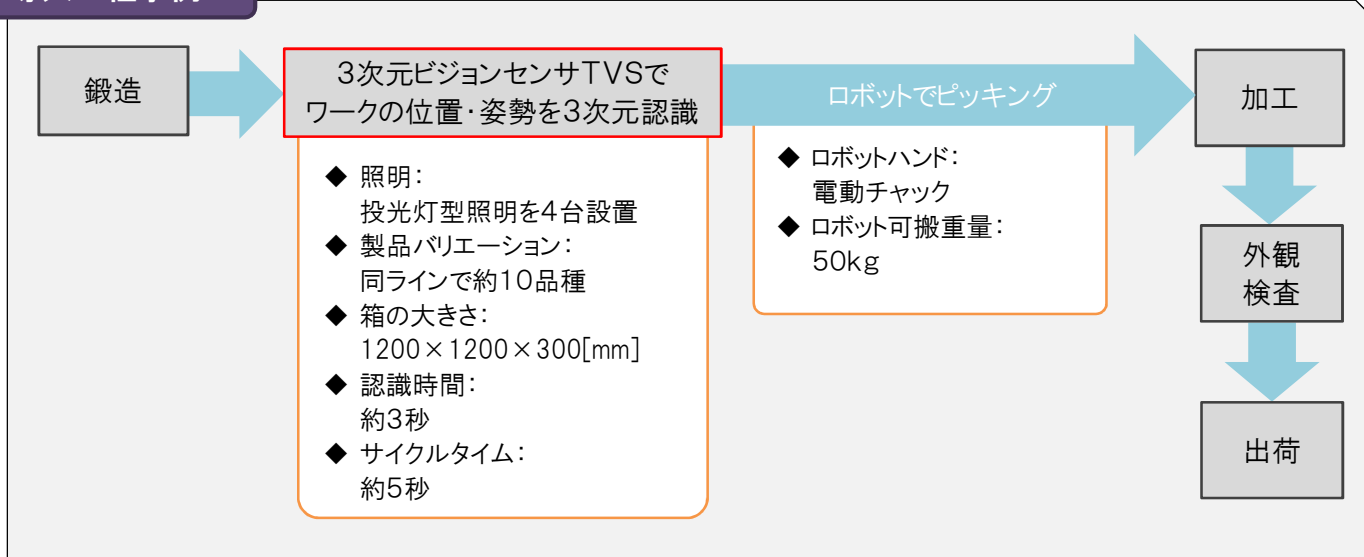 鍛造
3次元ビジョンセンサTVSで
ワークの位置・姿勢を3次元認識
ロボットでピッキング
加工
◆ 照明：
投光灯型照明を4台設置
◆ 製品バリエーション：
同ラインで約10品種
◆ 箱の大きさ：
1200×1200×300[mm]
◆ 認識時間：
約3秒
◆ サイクルタイム：
約5秒
◆ ロボットハンド：
電動チャック
◆ ロボット可搬重量：
50kg
外観
検査
出荷